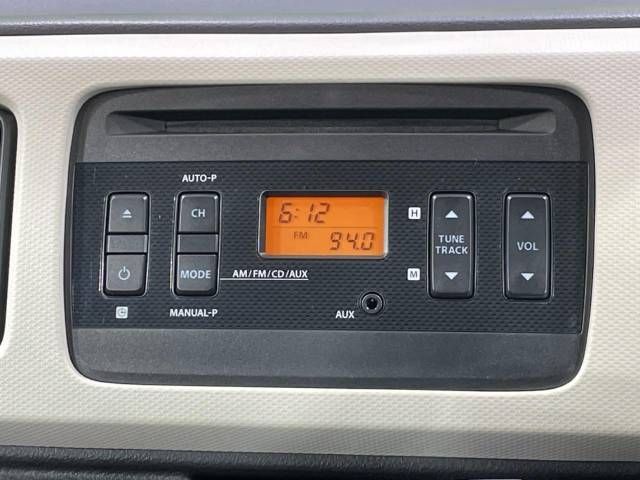 AUTO-P
CH
MODE
AM/FM/CD/AUX
MANUAL-P
6:12
FM 94.0
AUX
H
M
TUNE
TRACK
VOL